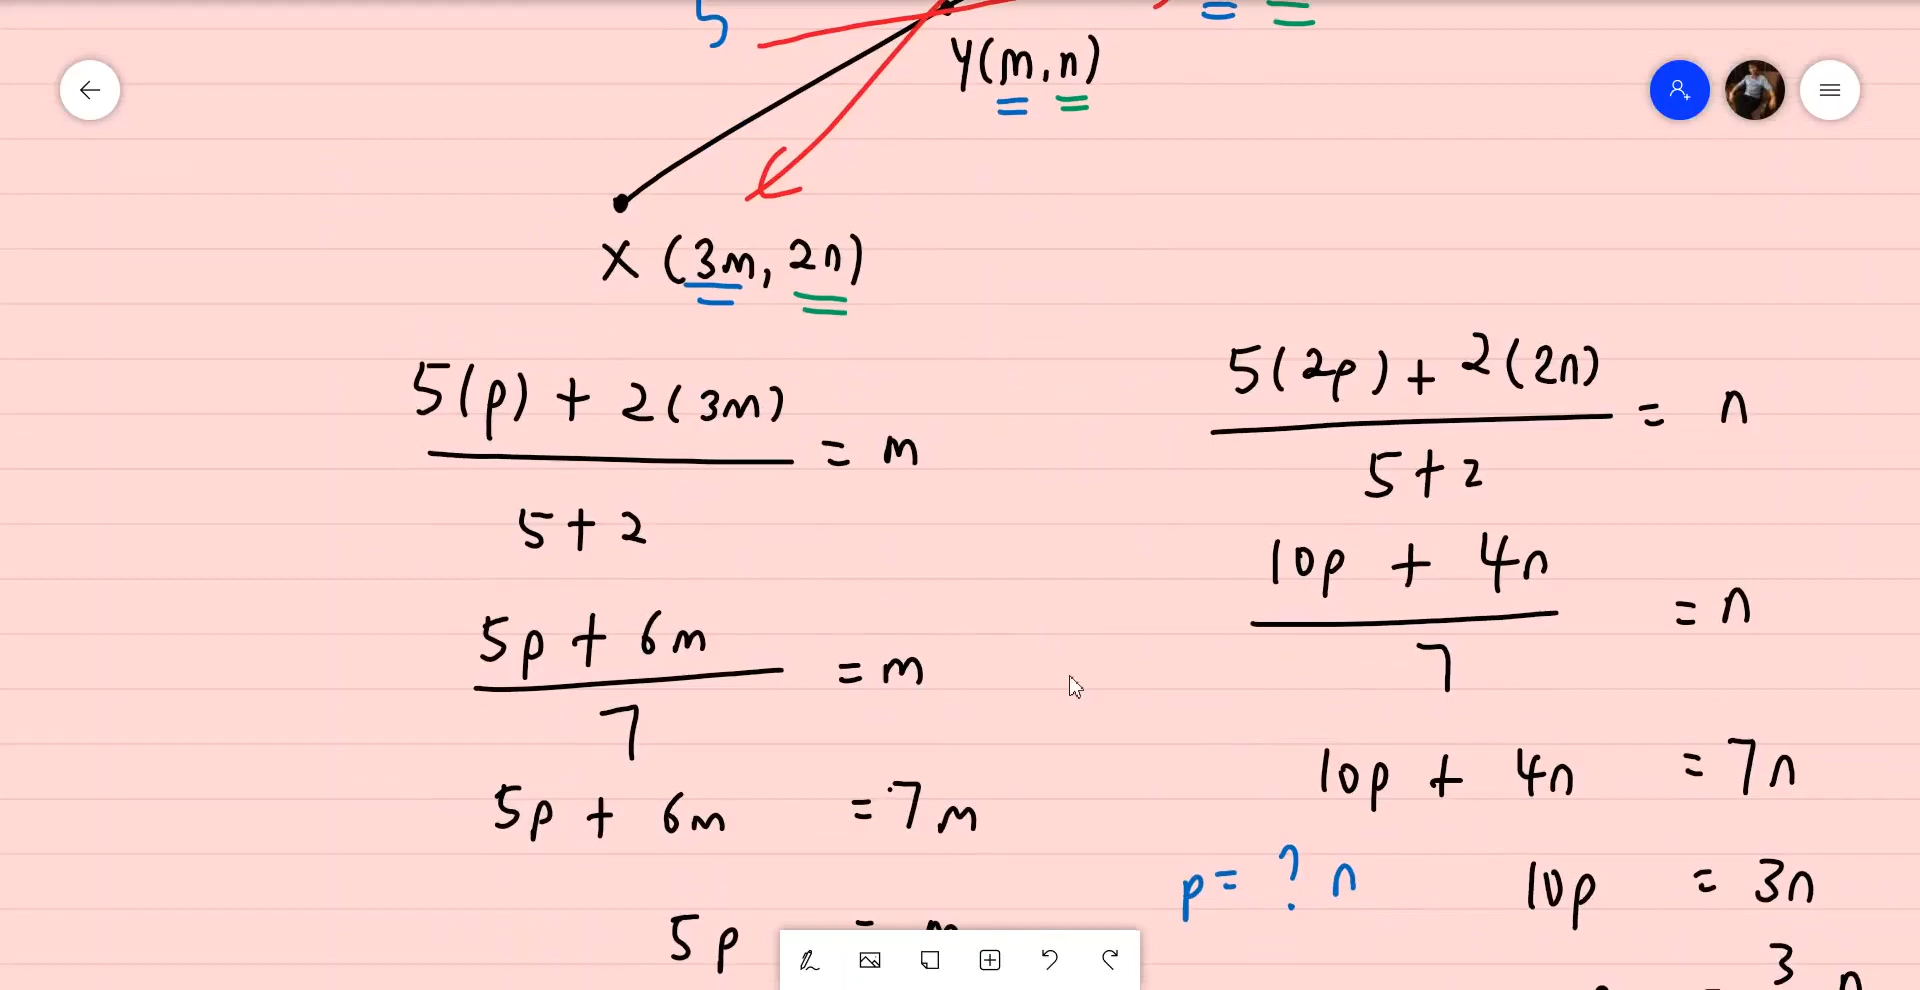 5
Y(m, n)
X (3m, 2n)
5(p) + 2(3m)
5 + 2
= m
5p + 6m
7
= m
5p + 6m = 7m
5p =
5(2p) + 2(2n)
5 + 2
= n
10p + 4n
7
= n
10p + 4n = 7n
p = ? n
10p = 3n
3